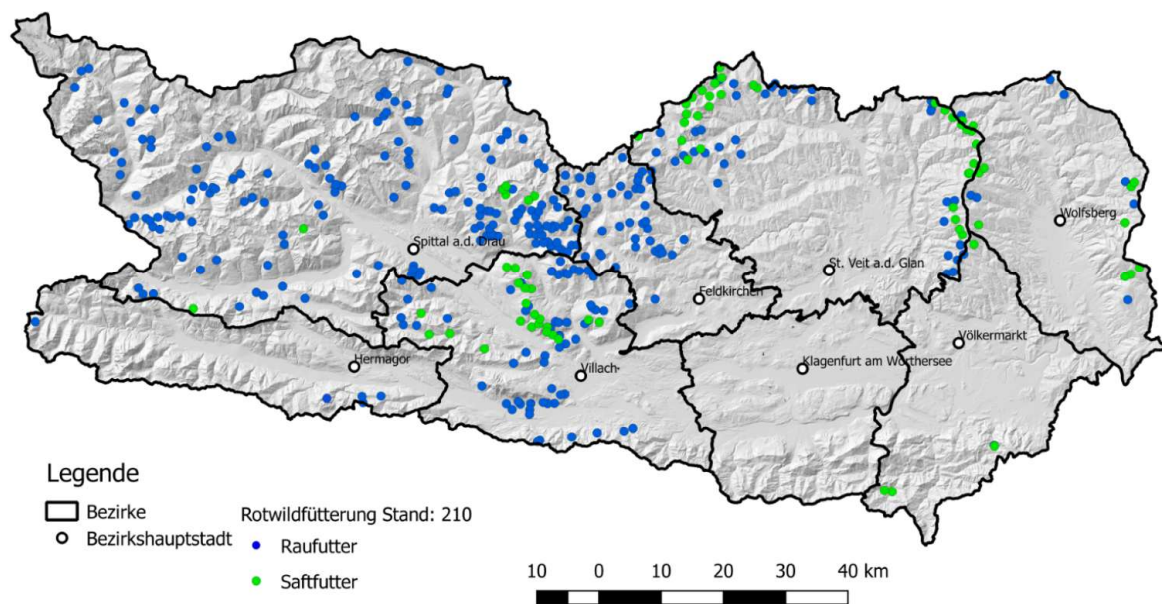 Wolfsberg
Spittal a.d. Drau
St. Veit a.d. Glan
Feldkirchen
Völkermarkt
Hermagor
Villach
Klagenfurt am Wörthersee
Legende
Bezirke
Bezirkshauptstadt
Rotwildfütterung Stand: 210
Raufutter
Saftfutter
10 0 10 20 30 40 km